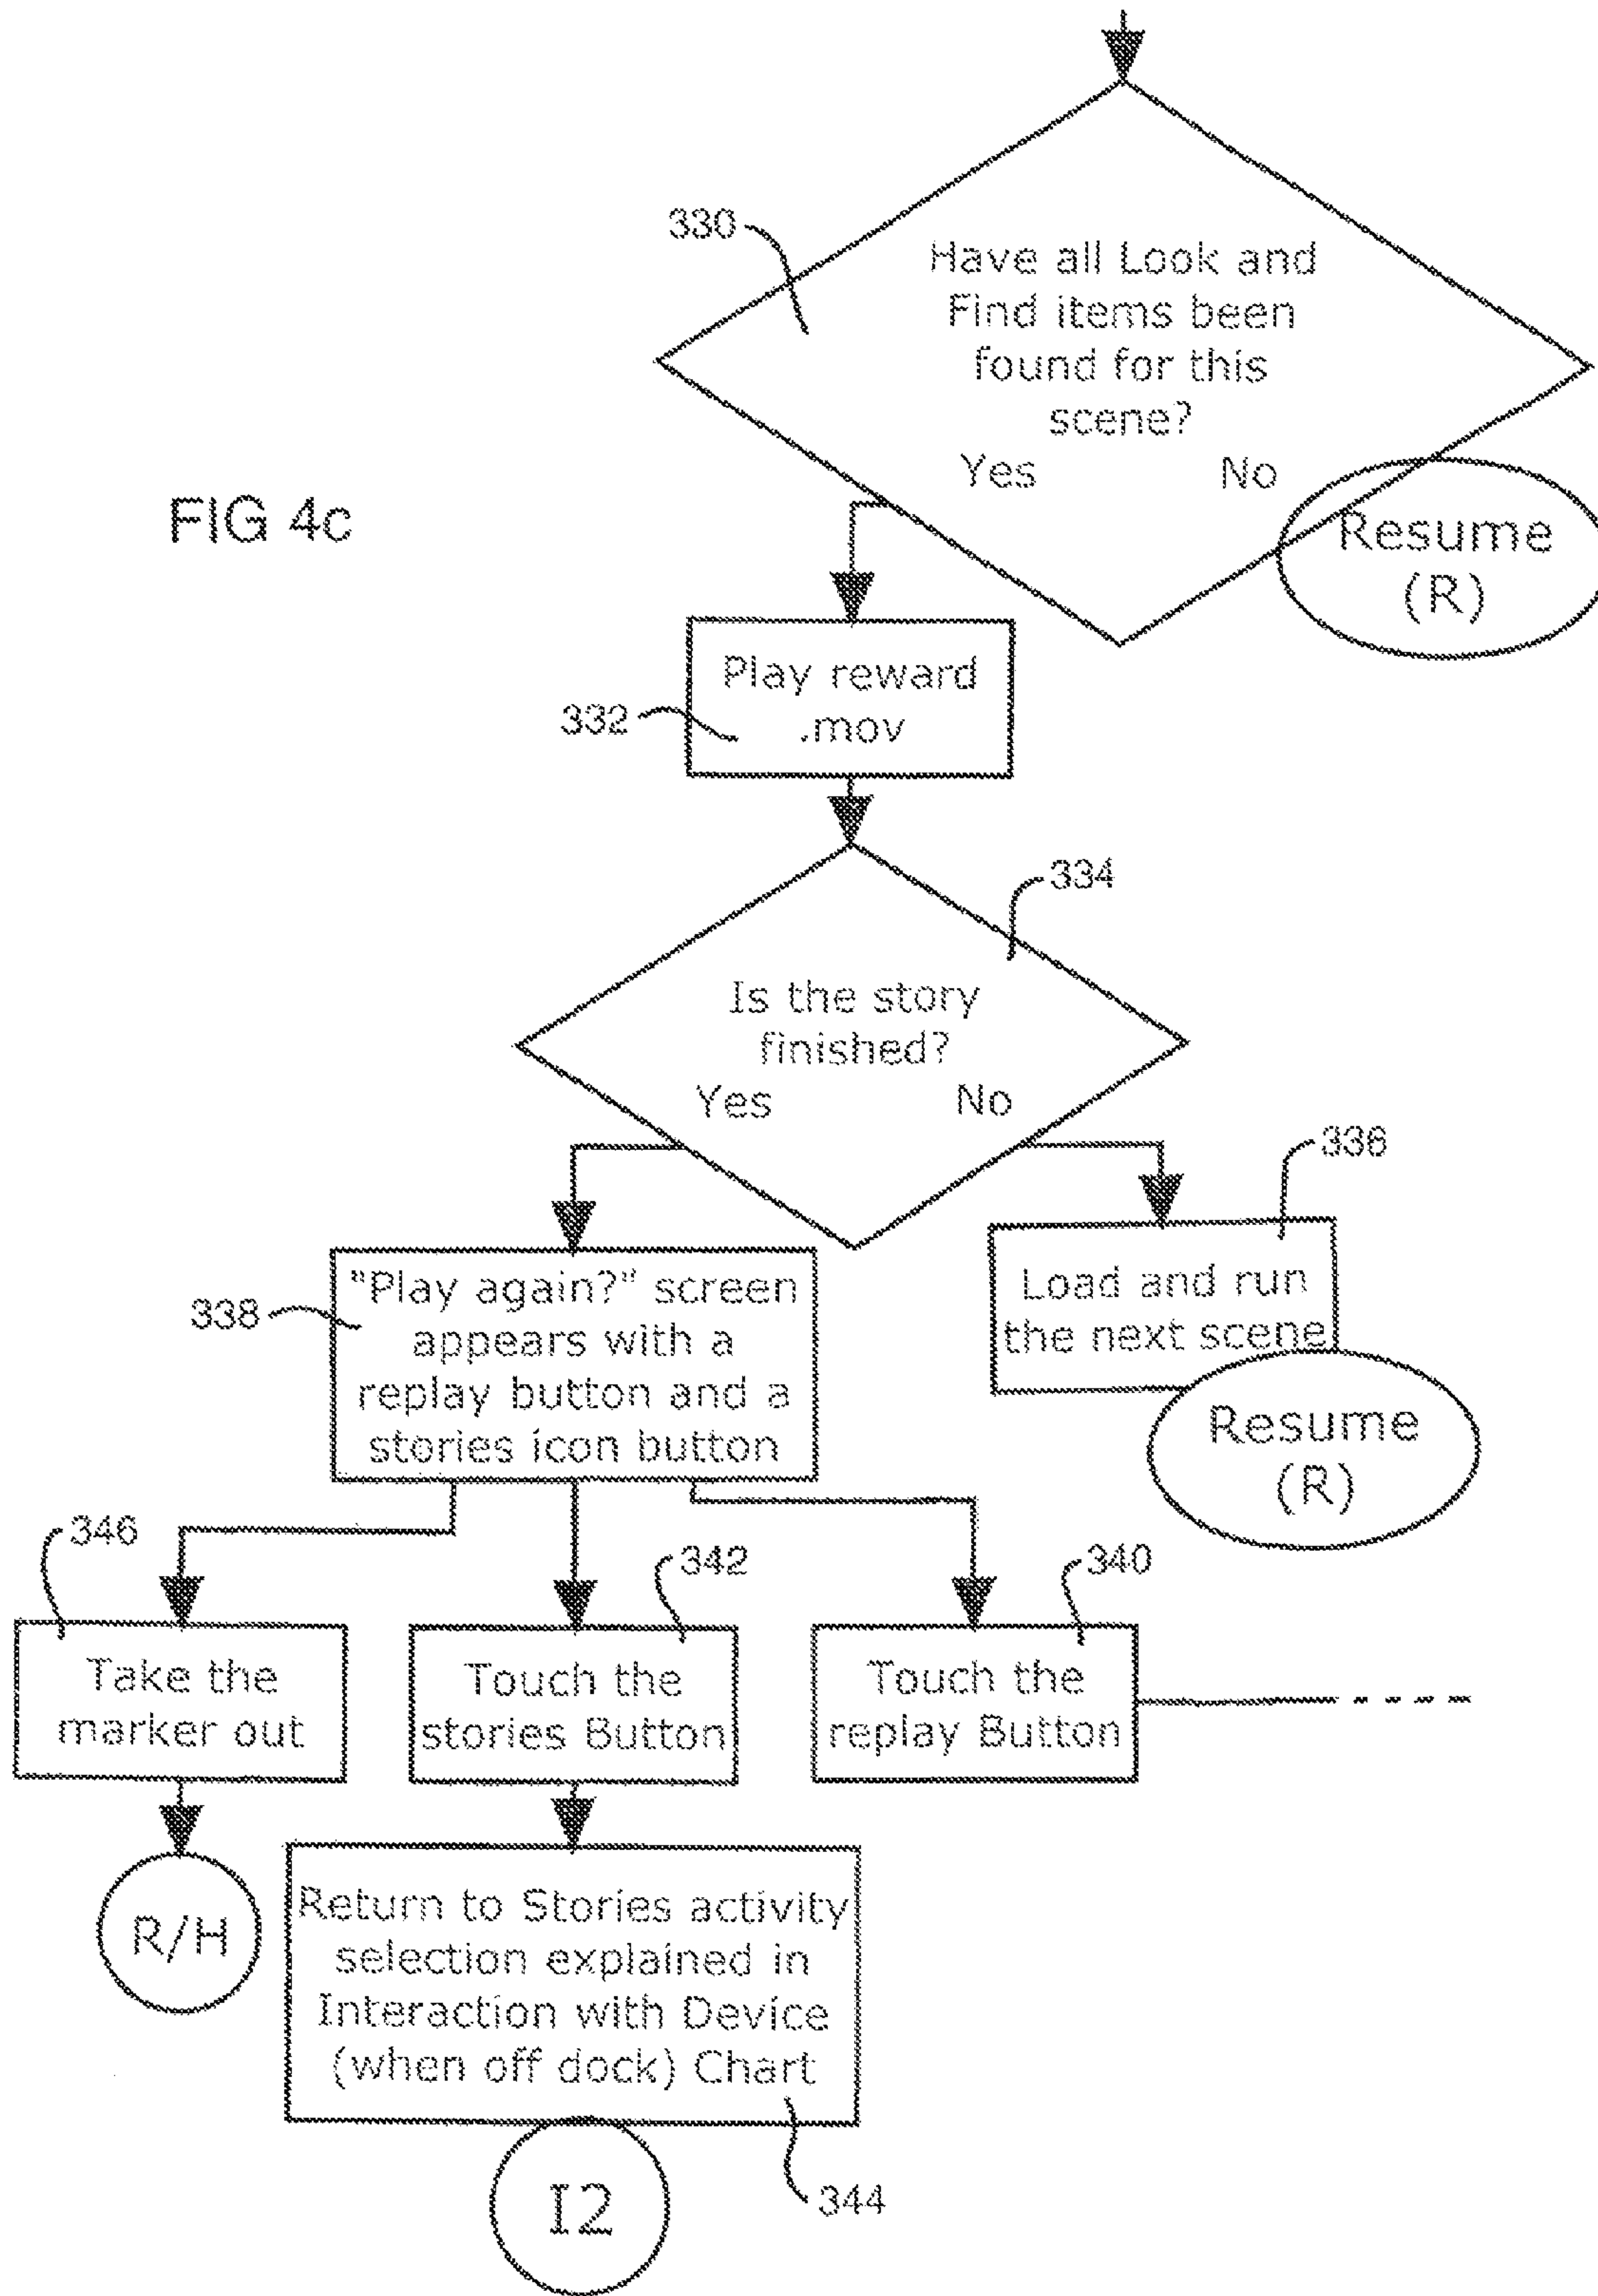 330
Have all Look and
Find items been
found for this
scene?
Yes No
FIG 4c
Resume
(R)
Play reward
.mov
332
334
Is the story
finished?
Yes No
336
338
"Play again?" screen
appears with a
replay button and a
stories icon button
Load and run
the next scene
Resume
(R)
346
342
340
Take the
marker out
Touch the
stories Button
Touch the
replay Button
R/H
Return to Stories activity
selection explained in
Interaction with Device
(when off dock) Chart
I2
344